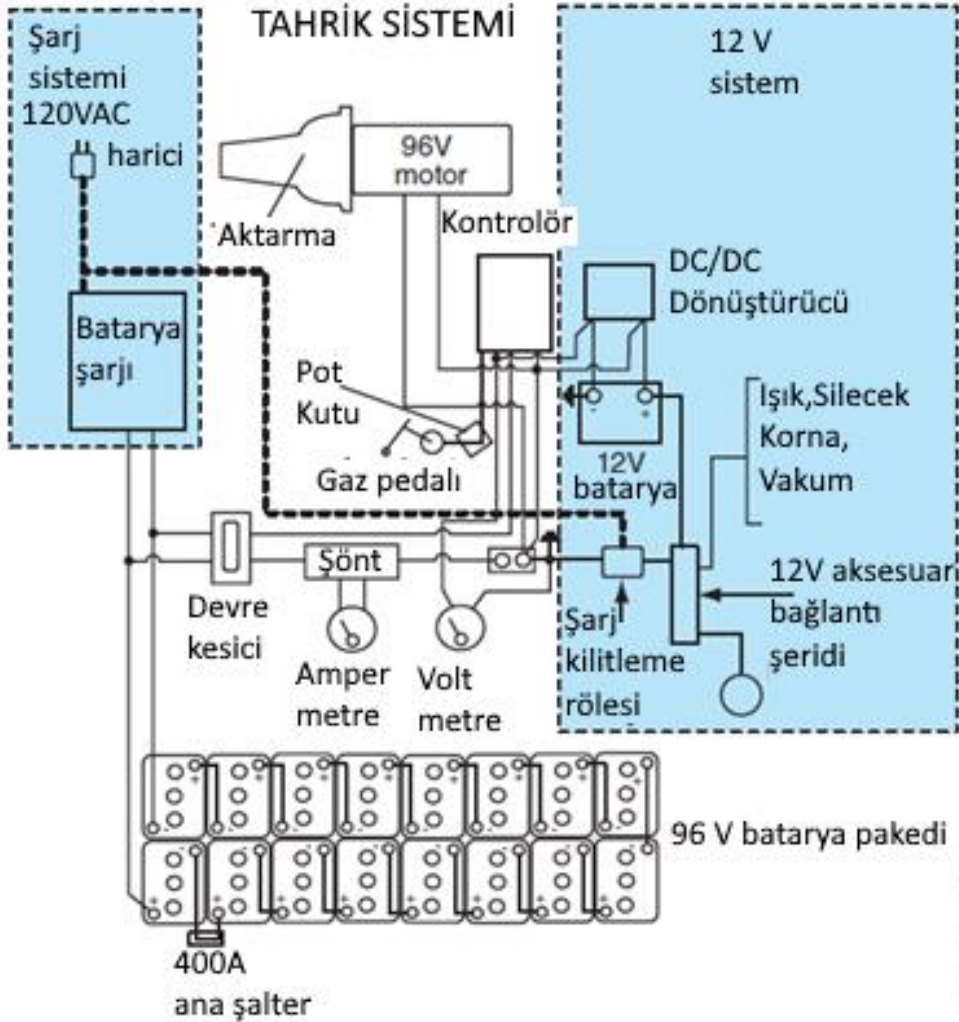 TAHRİK SİSTEMİ
Şarj
sistemi
120VAC
harici
12 V
sistem
96V
motor
Aktarma
Kontrolör
DC/DC
Dönüştürücü
Batarya
şarjı
Pot
Kutu
Gaz pedalı
- +
12V
batarya
Işık,Silecek
Korna,
Vakum
Şönt
Devre
kesici
Amper
metre
Volt
metre
Şarj
kilitleme
rölesi
12V aksesuar
bağlantı
şeridi
96 V batarya pakedi
400A
ana şalter